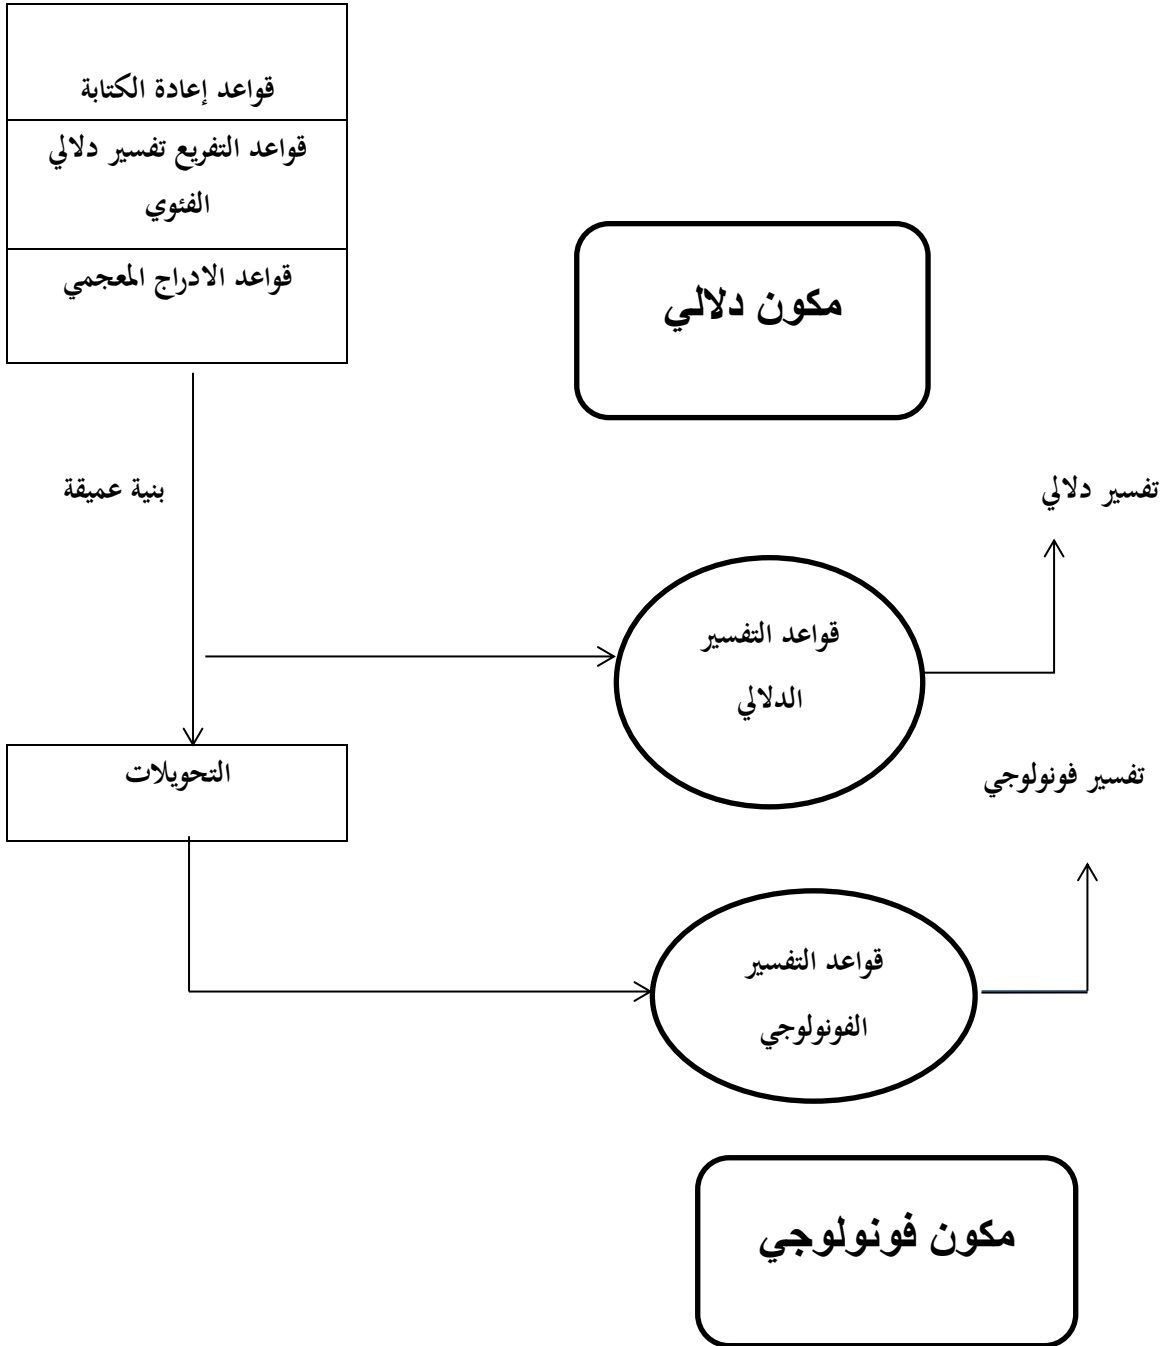 قواعد إعادة الكتابة
قواعد التفريع تفسير دلالي
الفئوي
قواعد الادراج المعجمي
مكون دلالي
بنية عميقة
تفسير دلالي
قواعد التفسير
الدلالي
التحويلات
تفسير فونولوجي
قواعد التفسير
الفونولوجي
مكون فونولوجي